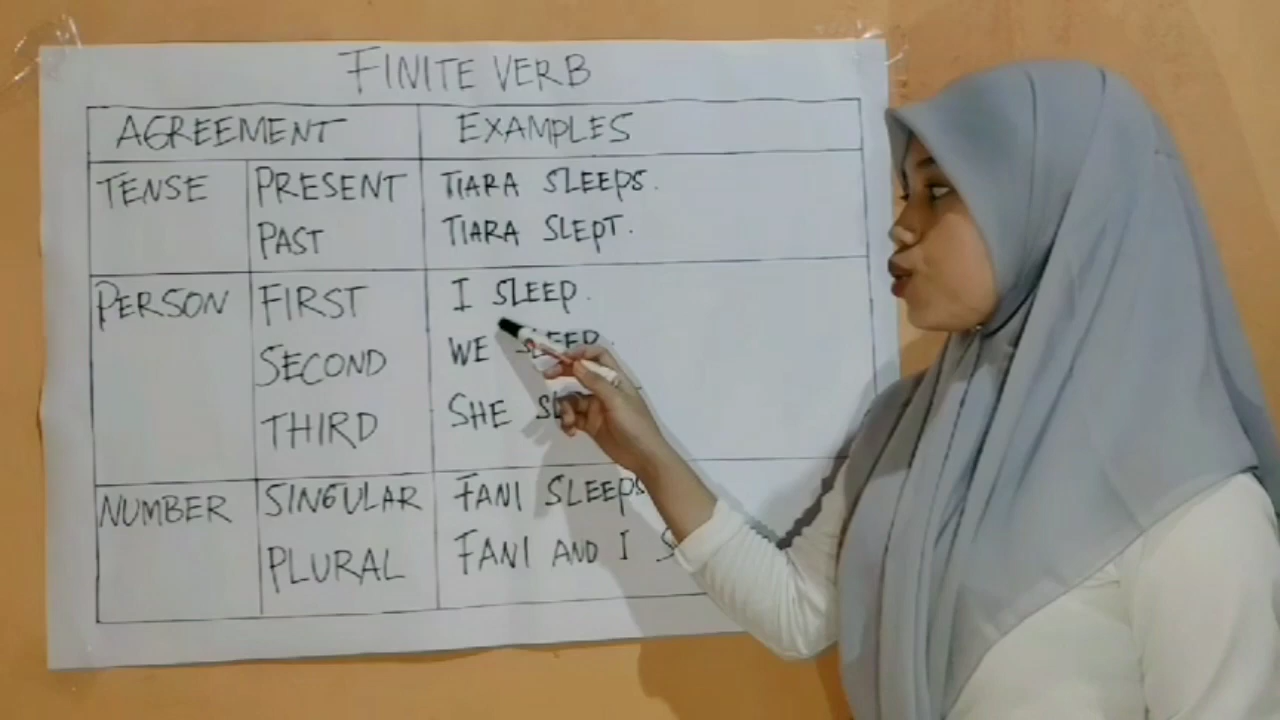 FINITE VERB
AGREEMENT EXAMPLES
TENSE PRESENT TIARA SLEEPS.
PAST TIARA SLEPT.
PERSON FIRST I SLEEP.
SECOND WE SLEEP.
THIRD SHE
NUMBER SINGULAR FANI SLEEPS
PLURAL FANI AND I